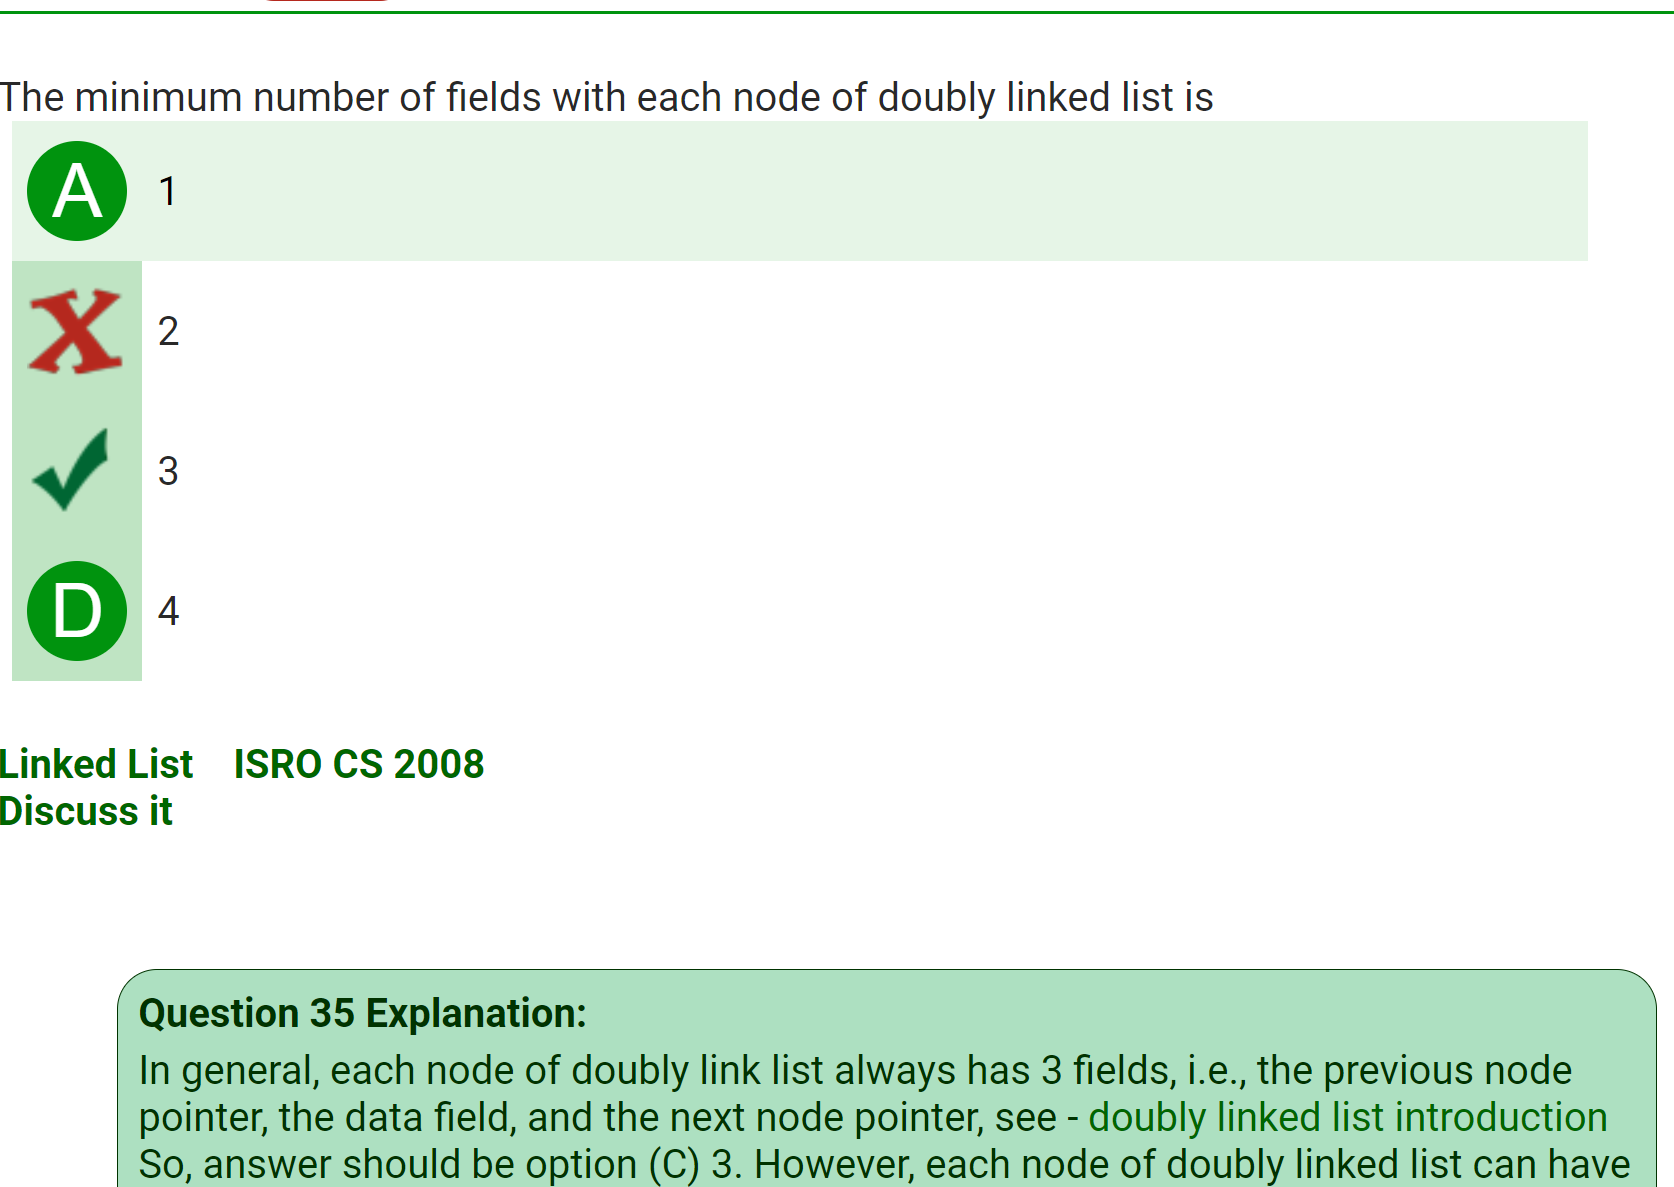 The minimum number of fields with each node of doubly linked list is
A 1
2
3
D 4
Linked List ISRO CS 2008
Discuss it
Question 35 Explanation:
In general, each node of doubly link list always has 3 fields, i.e., the previous node
pointer, the data field, and the next node pointer, see - doubly linked list introduction
So, answer should be option (C) 3. However, each node of doubly linked list can have